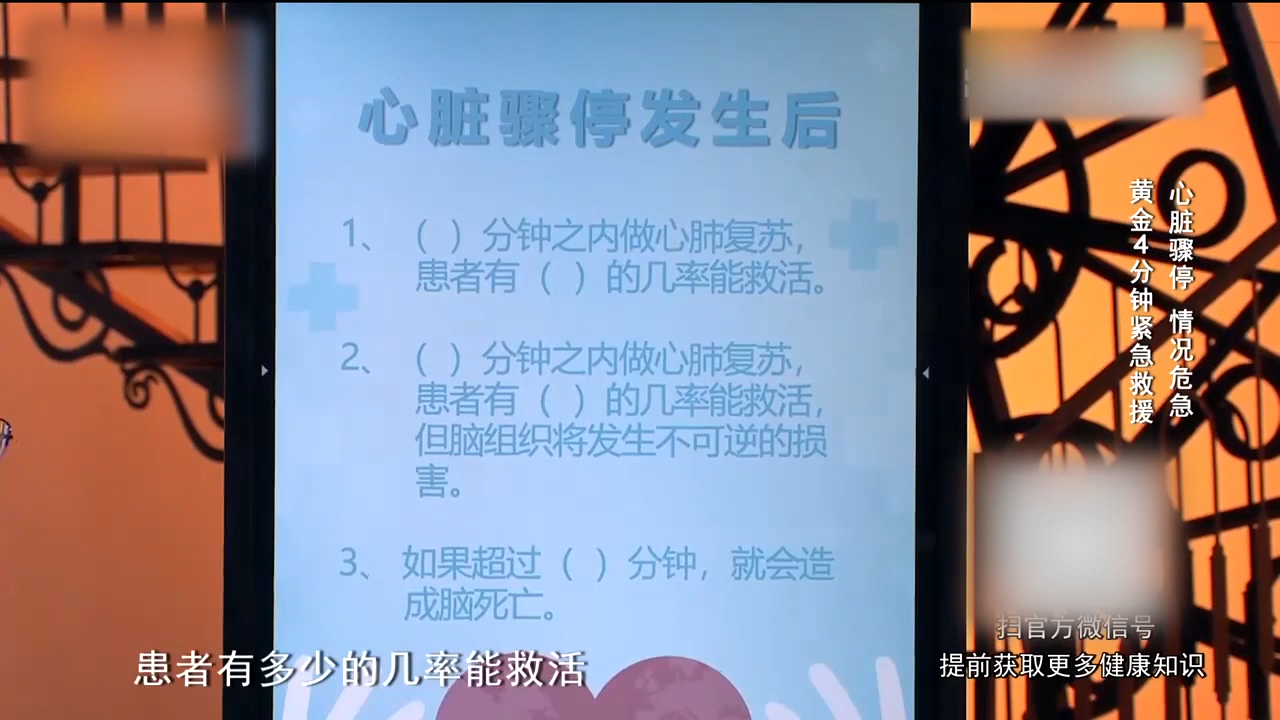 心脏骤停发生后
1、（ ）分钟之内做心肺复苏，
患者有（ ）的几率能救活。
2、（ ）分钟之内做心肺复苏，
患者有（ ）的几率能救活，
但脑组织将发生不可逆的损
害。
3、如果超过（ ）分钟，就会造
成脑死亡。
心脏骤停 情况危急
黄金4分钟紧急救援
扫官方微信号
提前获取更多健康知识
患者有多少的几率能救活